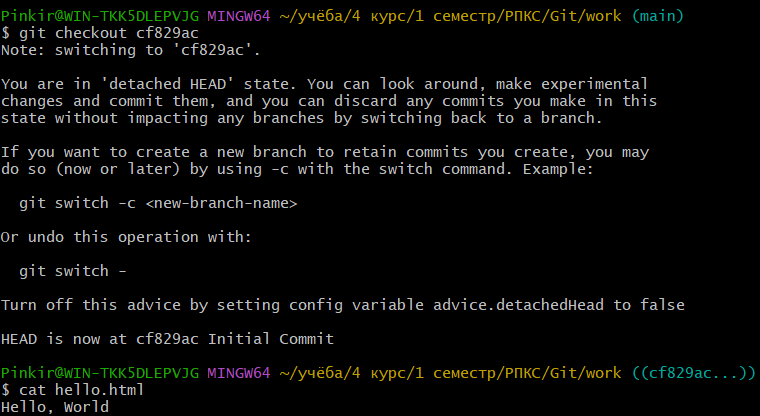 Pinkir@WIN-TKK5DLEPVJG MINGW64 ~/учёба/4 курс/1 семестр/РПКС/Git/work (main)
$ git checkout cf829ac
Note: switching to 'cf829ac'.

You are in 'detached HEAD' state. You can look around, make experimental
changes and commit them, and you can discard any commits you make in this
state without impacting any branches by switching back to a branch.

If you want to create a new branch to retain commits you create, you may
do so (now or later) by using -c with the switch command. Example:

  git switch -c <new-branch-name>

Or undo this operation with:

  git switch -

Turn off this advice by setting config variable advice.detachedHead to false

HEAD is now at cf829ac Initial Commit

Pinkir@WIN-TKK5DLEPVJG MINGW64 ~/учёба/4 курс/1 семестр/РПКС/Git/work ((cf829ac...))
$ cat hello.html
Hello, World